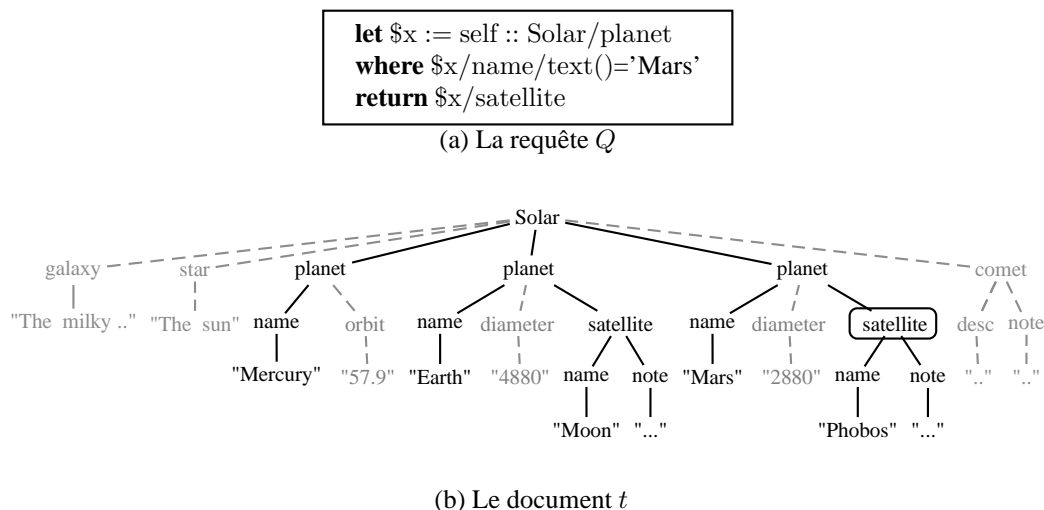 let $x := self :: Solar/planet
where $x/name/text()='Mars'
return $x/satellite
(a) La requête Q
Solar
galaxy star planet planet planet comet
"The milky .." "The sun" name orbit name diameter satellite name diameter satellite desc note
"Mercury" "57.9" "Earth" "4880" name note "Mars" "2880" name note ".." ".."
"Moon" "..." "Phobos" "..."
(b) Le document t